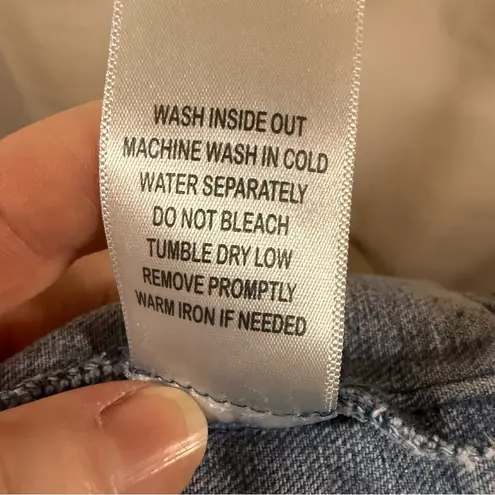 WASH INSIDE OUT
MACHINE WASH IN COLD
WATER SEPARATELY
DO NOT BLEACH
TUMBLE DRY LOW
REMOVE PROMPTLY
WARM IRON IF NEEDED